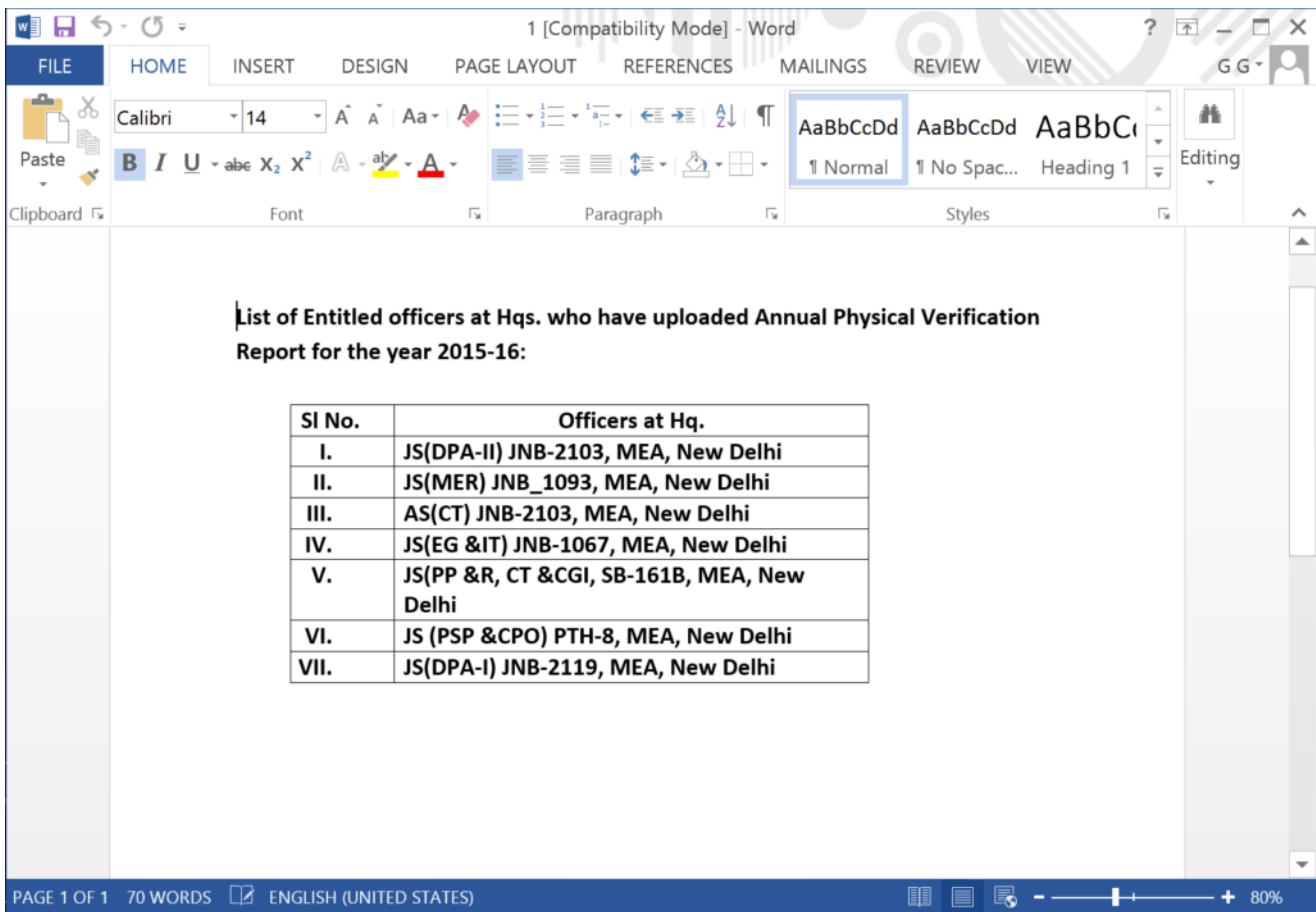 1 [Compatibility Mode] - Word
FILE HOME INSERT DESIGN PAGE LAYOUT REFERENCES MAILINGS REVIEW VIEW G G
Calibri 14 Aa AaBbCcDd AaBbCcDd AaBbC
Paste B I U abc X₂ X² A ab A ¶ Normal ¶ No Spac... Heading 1 Editing
Clipboard Font Paragraph Styles
List of Entitled officers at Hqs. who have uploaded Annual Physical Verification
Report for the year 2015-16:
Sl No. Officers at Hq.
I. JS(DPA-II) JNB-2103, MEA, New Delhi
II. JS(MER) JNB_1093, MEA, New Delhi
III. AS(CT) JNB-2103, MEA, New Delhi
IV. JS(EG &IT) JNB-1067, MEA, New Delhi
V. JS(PP &R, CT &CGI, SB-161B, MEA, New
Delhi
VI. JS (PSP &CPO) PTH-8, MEA, New Delhi
VII. JS(DPA-I) JNB-2119, MEA, New Delhi
PAGE 1 OF 1 70 WORDS ENGLISH (UNITED STATES) 80%